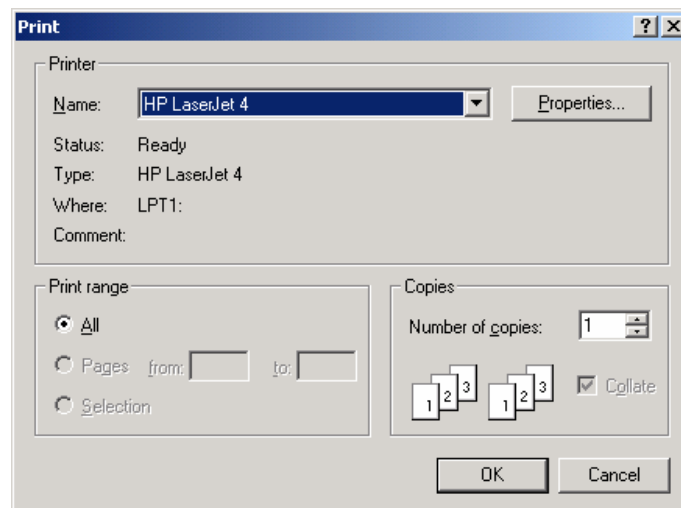 Print
Printer
Name: HP LaserJet 4 Properties...
Status: Ready
Type: HP LaserJet 4
Where: LPT1:
Comment:
Print range
All
Pages from: to:
Selection
Copies
Number of copies: 1
1 2 3 1 2 3 Collate
OK Cancel